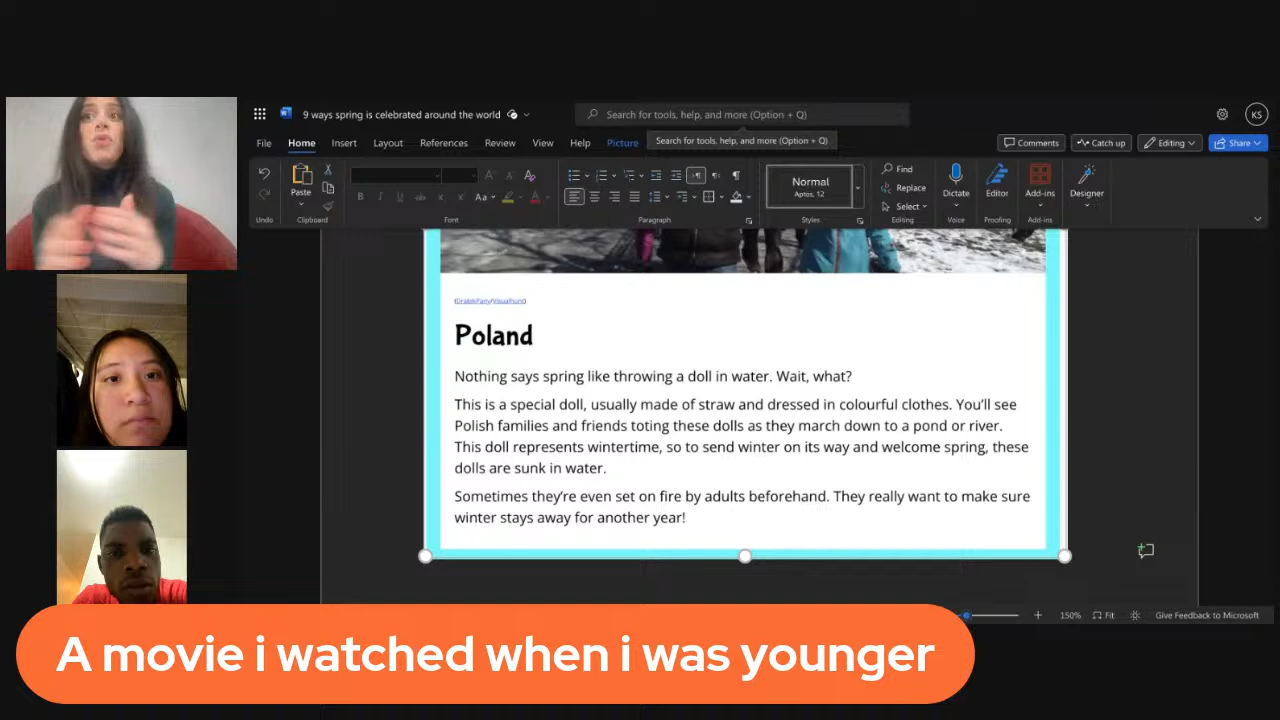 9 ways spring is celebrated around the world
Search for tools, help, and more (Option + Q)
KS
File Home Insert Layout References Review View Help Picture
Search for tools, help, and more (Option + Q)
Comments Catch up Editing Share
Paste
Normal
Aptos, 12
Find
Replace
Select
Dictate
Editor
Add-ins
Designer
B I U ab x x Aa A
Undo Clipboard Font Paragraph Styles Editing Voice Proofing Add-ins
Poland
Nothing says spring like throwing a doll in water. Wait, what?
This is a special doll, usually made of straw and dressed in colourful clothes. You’ll see
Polish families and friends toting these dolls as they march down to a pond or river.
This doll represents wintertime, so to send winter on its way and welcome spring, these
dolls are sunk in water.
Sometimes they’re even set on fire by adults beforehand. They really want to make sure
winter stays away for another year!
150% Fit Give Feedback to Microsoft
A movie i watched when i was younger